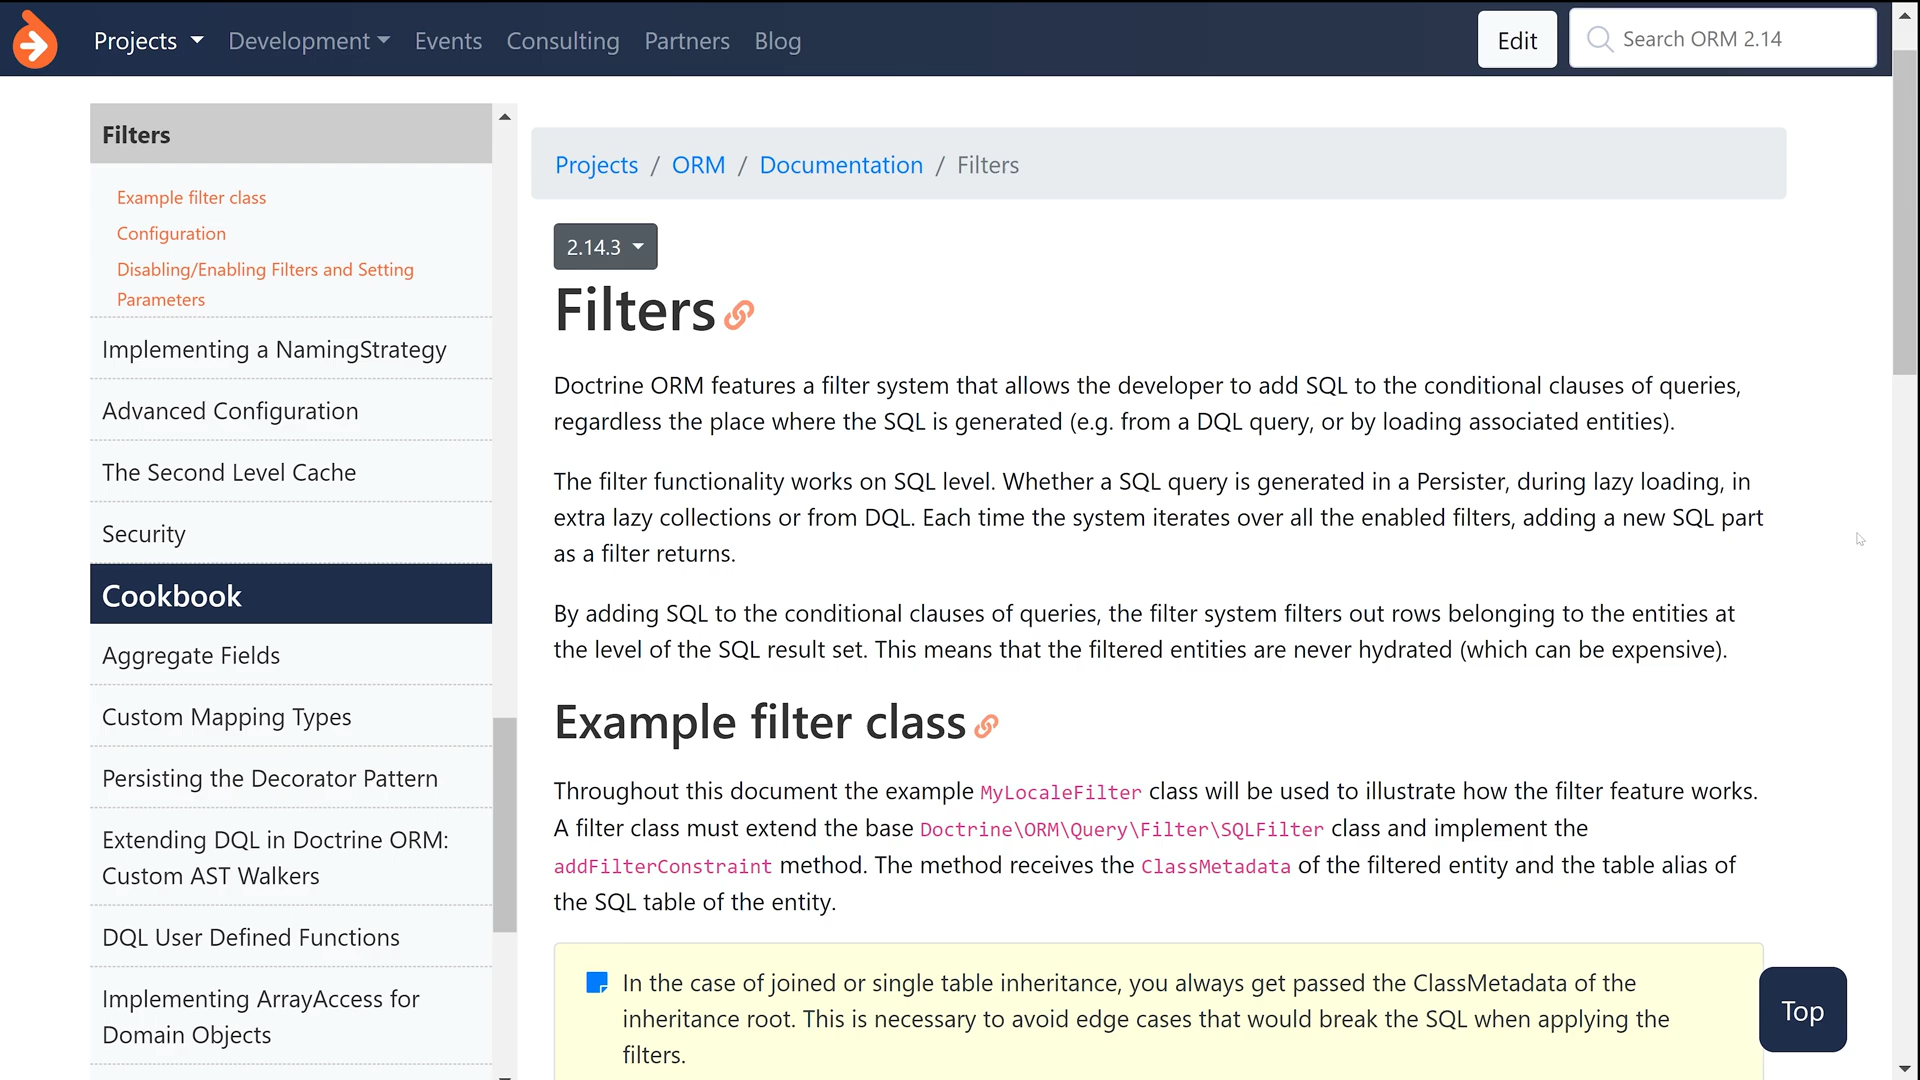 Projects Development Events Consulting Partners Blog Edit Search ORM 2.14
Filters
Example filter class
Configuration
Disabling/Enabling Filters and Setting
Parameters
Implementing a NamingStrategy
Advanced Configuration
The Second Level Cache
Security
Cookbook
Aggregate Fields
Custom Mapping Types
Persisting the Decorator Pattern
Extending DQL in Doctrine ORM:
Custom AST Walkers
DQL User Defined Functions
Implementing ArrayAccess for
Domain Objects
Projects / ORM / Documentation / Filters
2.14.3
Filters
Doctrine ORM features a filter system that allows the developer to add SQL to the conditional clauses of queries,
regardless the place where the SQL is generated (e.g. from a DQL query, or by loading associated entities).
The filter functionality works on SQL level. Whether a SQL query is generated in a Persister, during lazy loading, in
extra lazy collections or from DQL. Each time the system iterates over all the enabled filters, adding a new SQL part
as a filter returns.
By adding SQL to the conditional clauses of queries, the filter system filters out rows belonging to the entities at
the level of the SQL result set. This means that the filtered entities are never hydrated (which can be expensive).
Example filter class
Throughout this document the example MyLocaleFilter class will be used to illustrate how the filter feature works.
A filter class must extend the base Doctrine\ORM\Query\Filter\SQLFilter class and implement the
addFilterConstraint method. The method receives the ClassMetadata of the filtered entity and the table alias of
the SQL table of the entity.
In the case of joined or single table inheritance, you always get passed the ClassMetadata of the
inheritance root. This is necessary to avoid edge cases that would break the SQL when applying the
filters.
Top